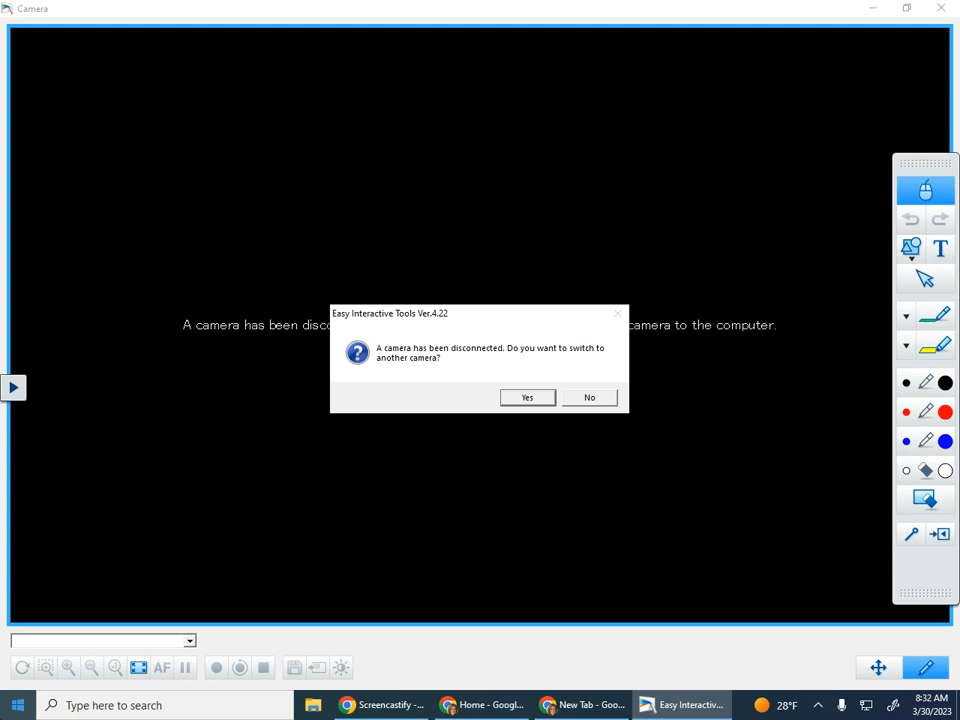 Camera
A camera has been disco
camera to the computer.
Easy Interactive Tools Ver.4.22
A camera has been disconnected. Do you want to switch to
another camera?
Yes
No
T
AF
Type here to search
Screencastify -...
Home - Googl...
New Tab - Goo...
Easy Interactiv...
28°F
8:32 AM
3/30/2023